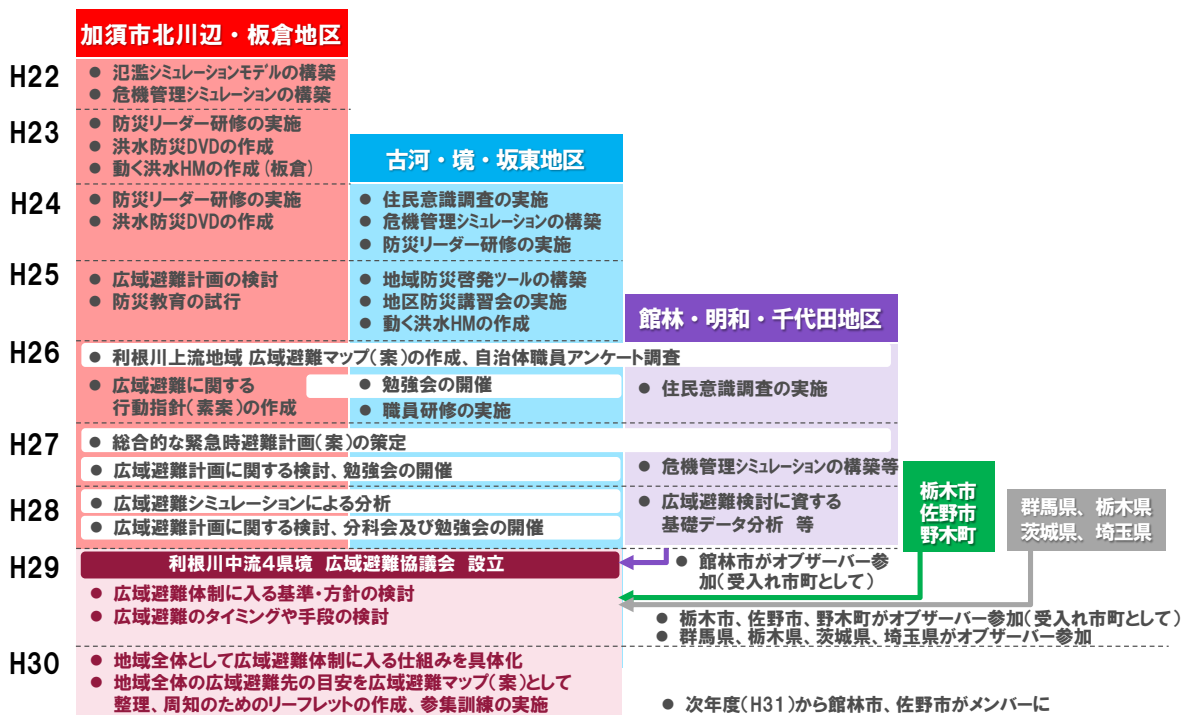 加須市北川辺・板倉地区
H22
● 氾濫シミュレーションモデルの構築
● 危機管理シミュレーションの構築
H23
● 防災リーダー研修の実施
● 洪水防災DVDの作成
● 動く洪水HMの作成(板倉)
古河・境・坂東地区
H24
● 防災リーダー研修の実施
● 洪水防災DVDの作成
● 住民意識調査の実施
● 危機管理シミュレーションの構築
● 防災リーダー研修の実施
H25
● 広域避難計画の検討
● 防災教育の試行
● 地域防災啓発ツールの構築
● 地区防災講習会の実施
● 動く洪水HMの作成
館林・明和・千代田地区
H26
● 利根川上流地域 広域避難マップ(案)の作成、自治体職員アンケート調査
● 広域避難に関する
行動指針(素案)の作成
● 勉強会の開催
● 職員研修の実施
● 住民意識調査の実施
H27
● 総合的な緊急時避難計画(案)の策定
● 広域避難計画に関する検討、勉強会の開催
● 危機管理シミュレーションの構築等
栃木市
佐野市
野木町
群馬県、栃木県
茨城県、埼玉県
H28
● 広域避難シミュレーションによる分析
● 広域避難計画に関する検討、分科会及び勉強会の開催
● 広域避難検討に資する
基礎データ分析 等
H29
利根川中流4県境 広域避難協議会 設立
● 館林市がオブザーバー参
加(受入れ市町として)
● 広域避難体制に入る基準・方針の検討
● 広域避難のタイミングや手段の検討
● 栃木市、佐野市、野木町がオブザーバー参加(受入れ市町として)
● 群馬県、栃木県、茨城県、埼玉県がオブザーバー参加
H30
● 地域全体として広域避難体制に入る仕組みを具体化
● 地域全体の広域避難先の目安を広域避難マップ(案)として
整理、周知のためのリーフレットの作成、参集訓練の実施
● 次年度(H31)から館林市、佐野市がメンバーに